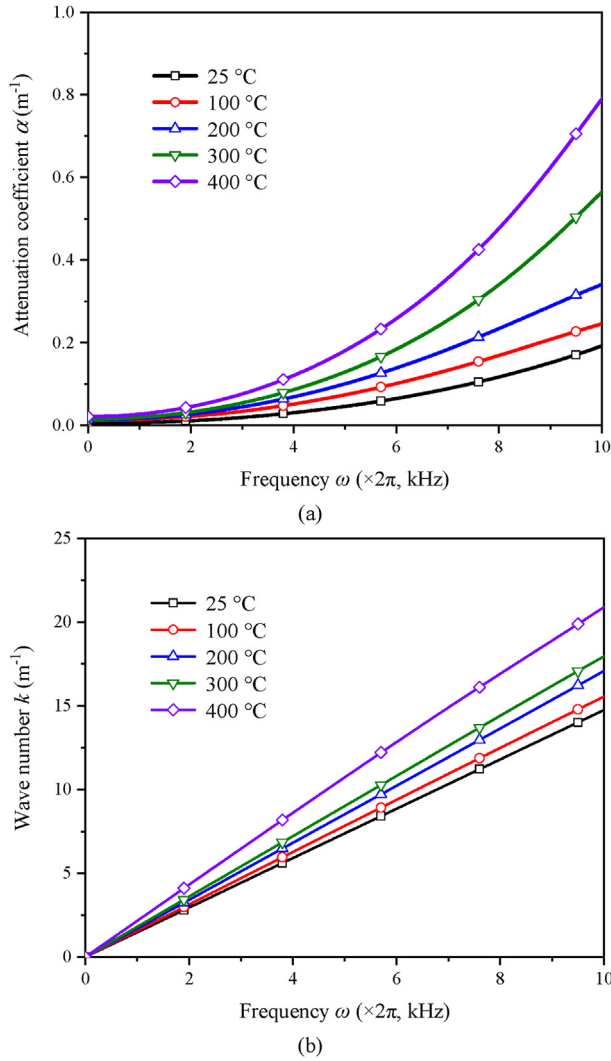 1.0
0.8
0.6
0.4
0.2
0.0
Attenuation coefficient α (m⁻¹)
25 °C
100 °C
200 °C
300 °C
400 °C
0 2 4 6 8 10
Frequency ω (×2π, kHz)
(a)
25
20
15
10
5
0
Wave number k (m⁻¹)
25 °C
100 °C
200 °C
300 °C
400 °C
0 2 4 6 8 10
Frequency ω (×2π, kHz)
(b)